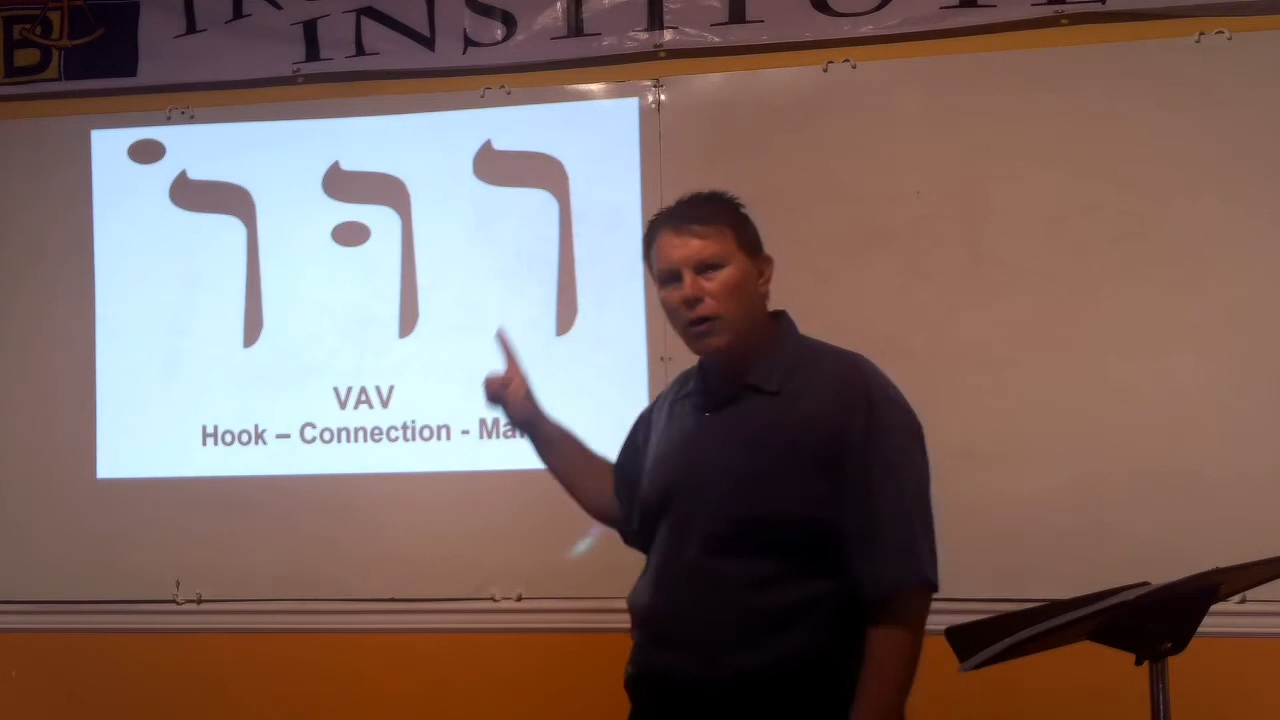 B
INSTITUTE
ו וּ וֹ
VAV
Hook – Connection -